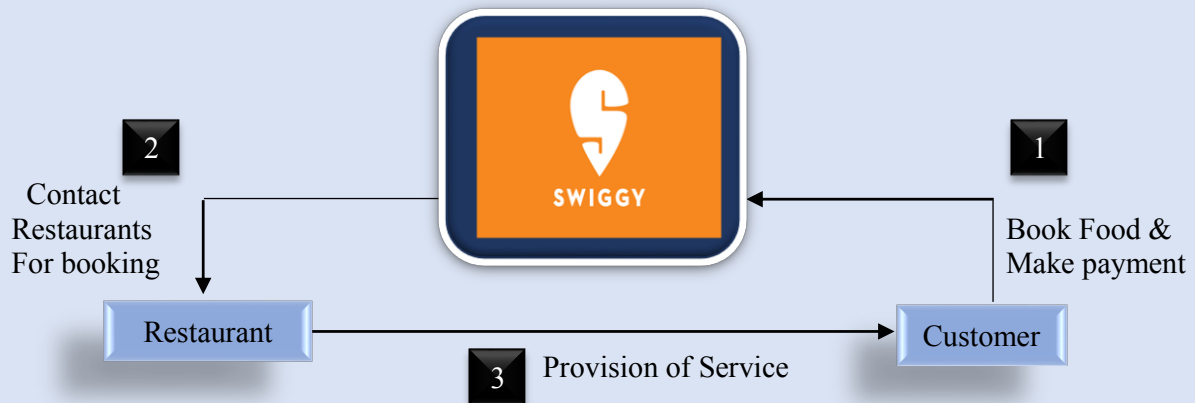 SWIGGY
2
1
Contact
Restaurants
For booking
Book Food &
Make payment
Restaurant
Customer
3
Provision of Service